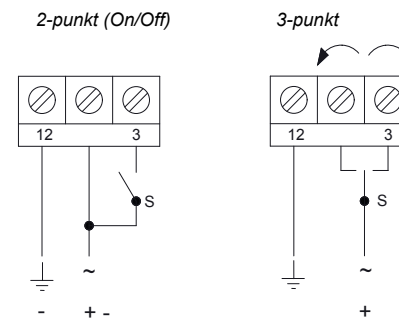 2-punkt (On/Off)
3-punkt
12 3
12 3
S
S
~
~
- + -
+